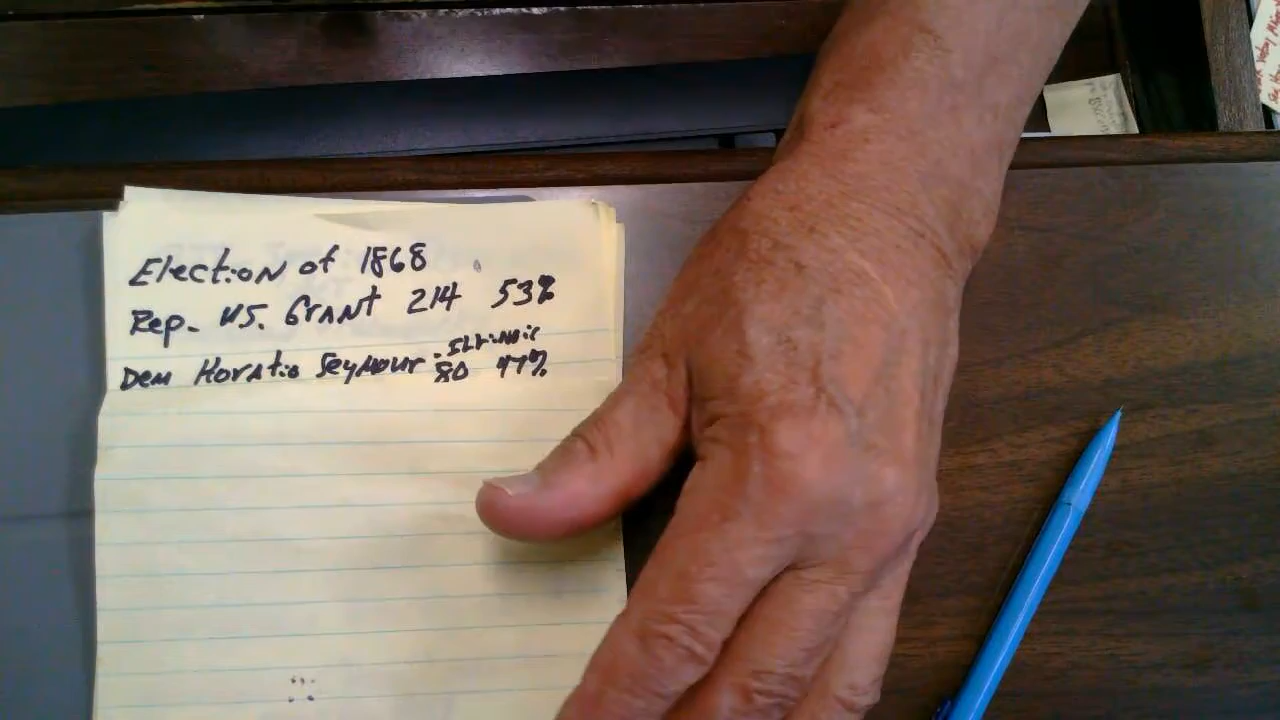 Election of 1868
Rep. U.S. Grant 214 53%
- Illinois
Dem Horatio Seymour 80 47%